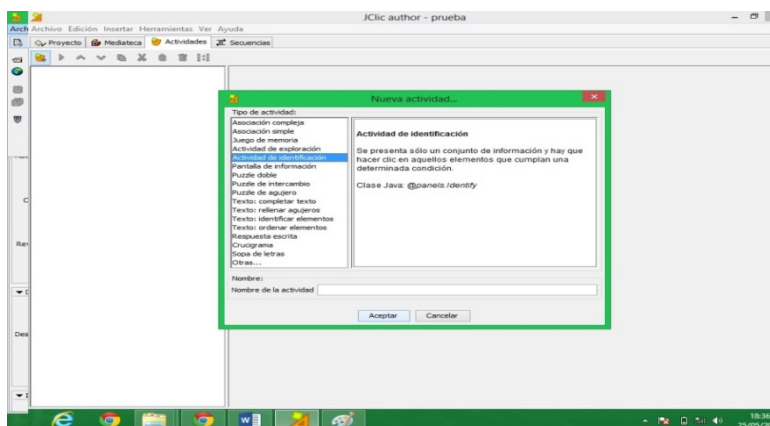 JClic author - prueba
Arch Archivo Edición Insertar Herramientas Ver Ayuda
Proyecto Mediateca Actividades Secuencias
Nueva actividad...
Tipo de actividad:
Asociación compleja
Asociación simple
Juego de memoria
Actividad de exploración
Actividad de identificación
Pantalla de información
Puzzle doble
Puzzle de intercambio
Puzzle de agujero
Texto: completar texto
Texto: rellenar agujeros
Texto: identificar elementos
Texto: ordenar elementos
Respuesta escrita
Crucigrama
Sopa de letras
Otras...
Actividad de identificación
Se presenta sólo un conjunto de información y hay que
hacer clic en aquellos elementos que cumplan una
determinada condición.
Clase Java: @panels.Identify
Nombre:
Nombre de la actividad
Aceptar Cancelar
Rev
Des
18:36